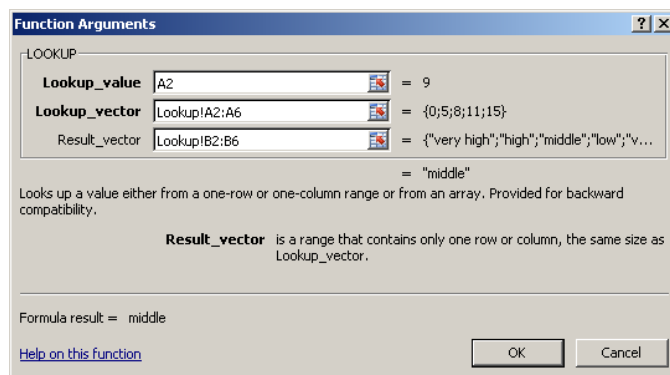 Function Arguments
LOOKUP
Lookup_value A2 = 9
Lookup_vector Lookup!A2:A6 = {0;5;8;11;15}
Result_vector Lookup!B2:B6 = {"very high";"high";"middle";"low";"v...
= "middle"
Looks up a value either from a one-row or one-column range or from an array. Provided for backward
compatibility.
Result_vector is a range that contains only one row or column, the same size as
Lookup_vector.
Formula result = middle
Help on this function OK Cancel